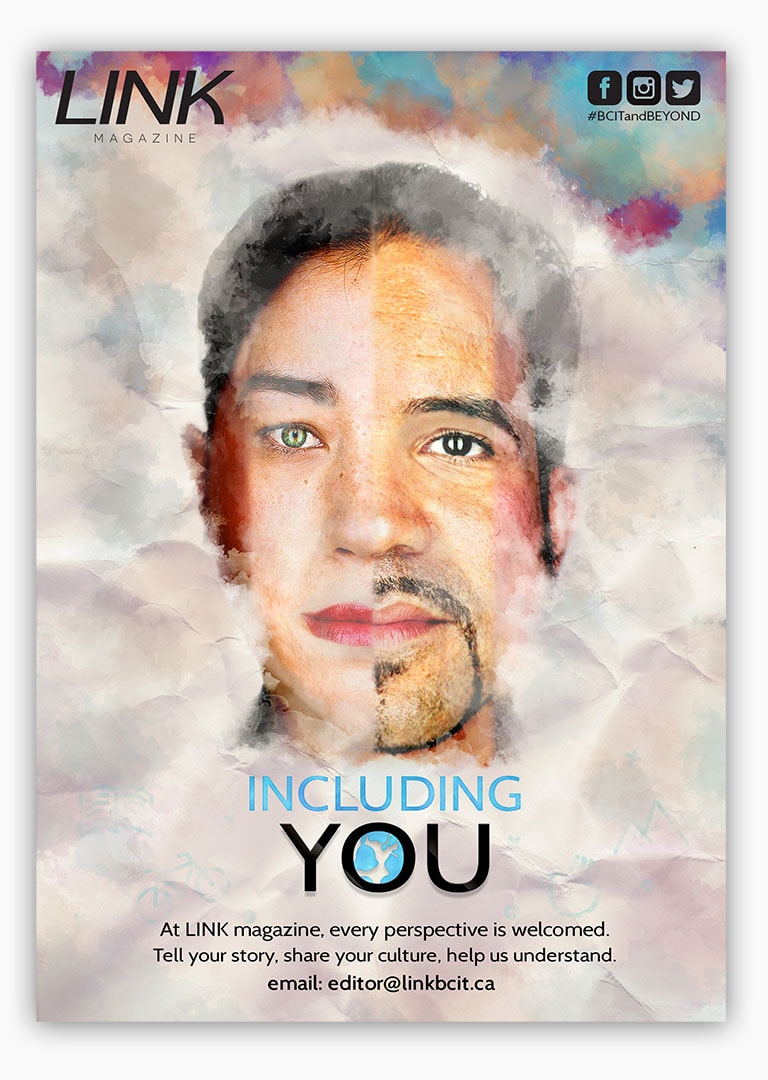 LINK
MAGAZINE
#BCITandBEYOND
INCLUDING
YOU
At LINK magazine, every perspective is welcomed.
Tell your story, share your culture, help us understand.
email: editor@linkbcit.ca